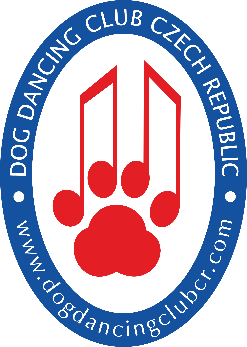 DOG DANCING CLUB CZECH REPUBLIC
www.dogdancingclubcr.com